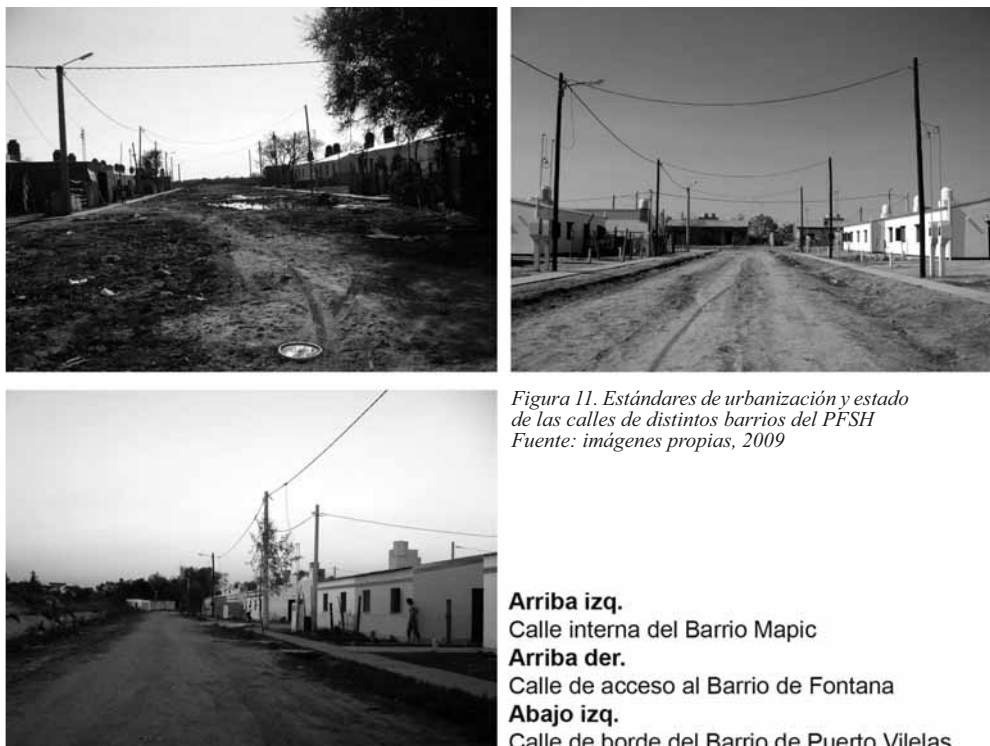 Figura 11. Estándares de urbanización y estado
de las calles de distintos barrios del PFSH
Fuente: imágenes propias, 2009
Arriba izq.
Calle interna del Barrio Mapic
Arriba der.
Calle de acceso al Barrio de Fontana
Abajo izq.
Calle de borde del Barrio de Puerto Vilelas